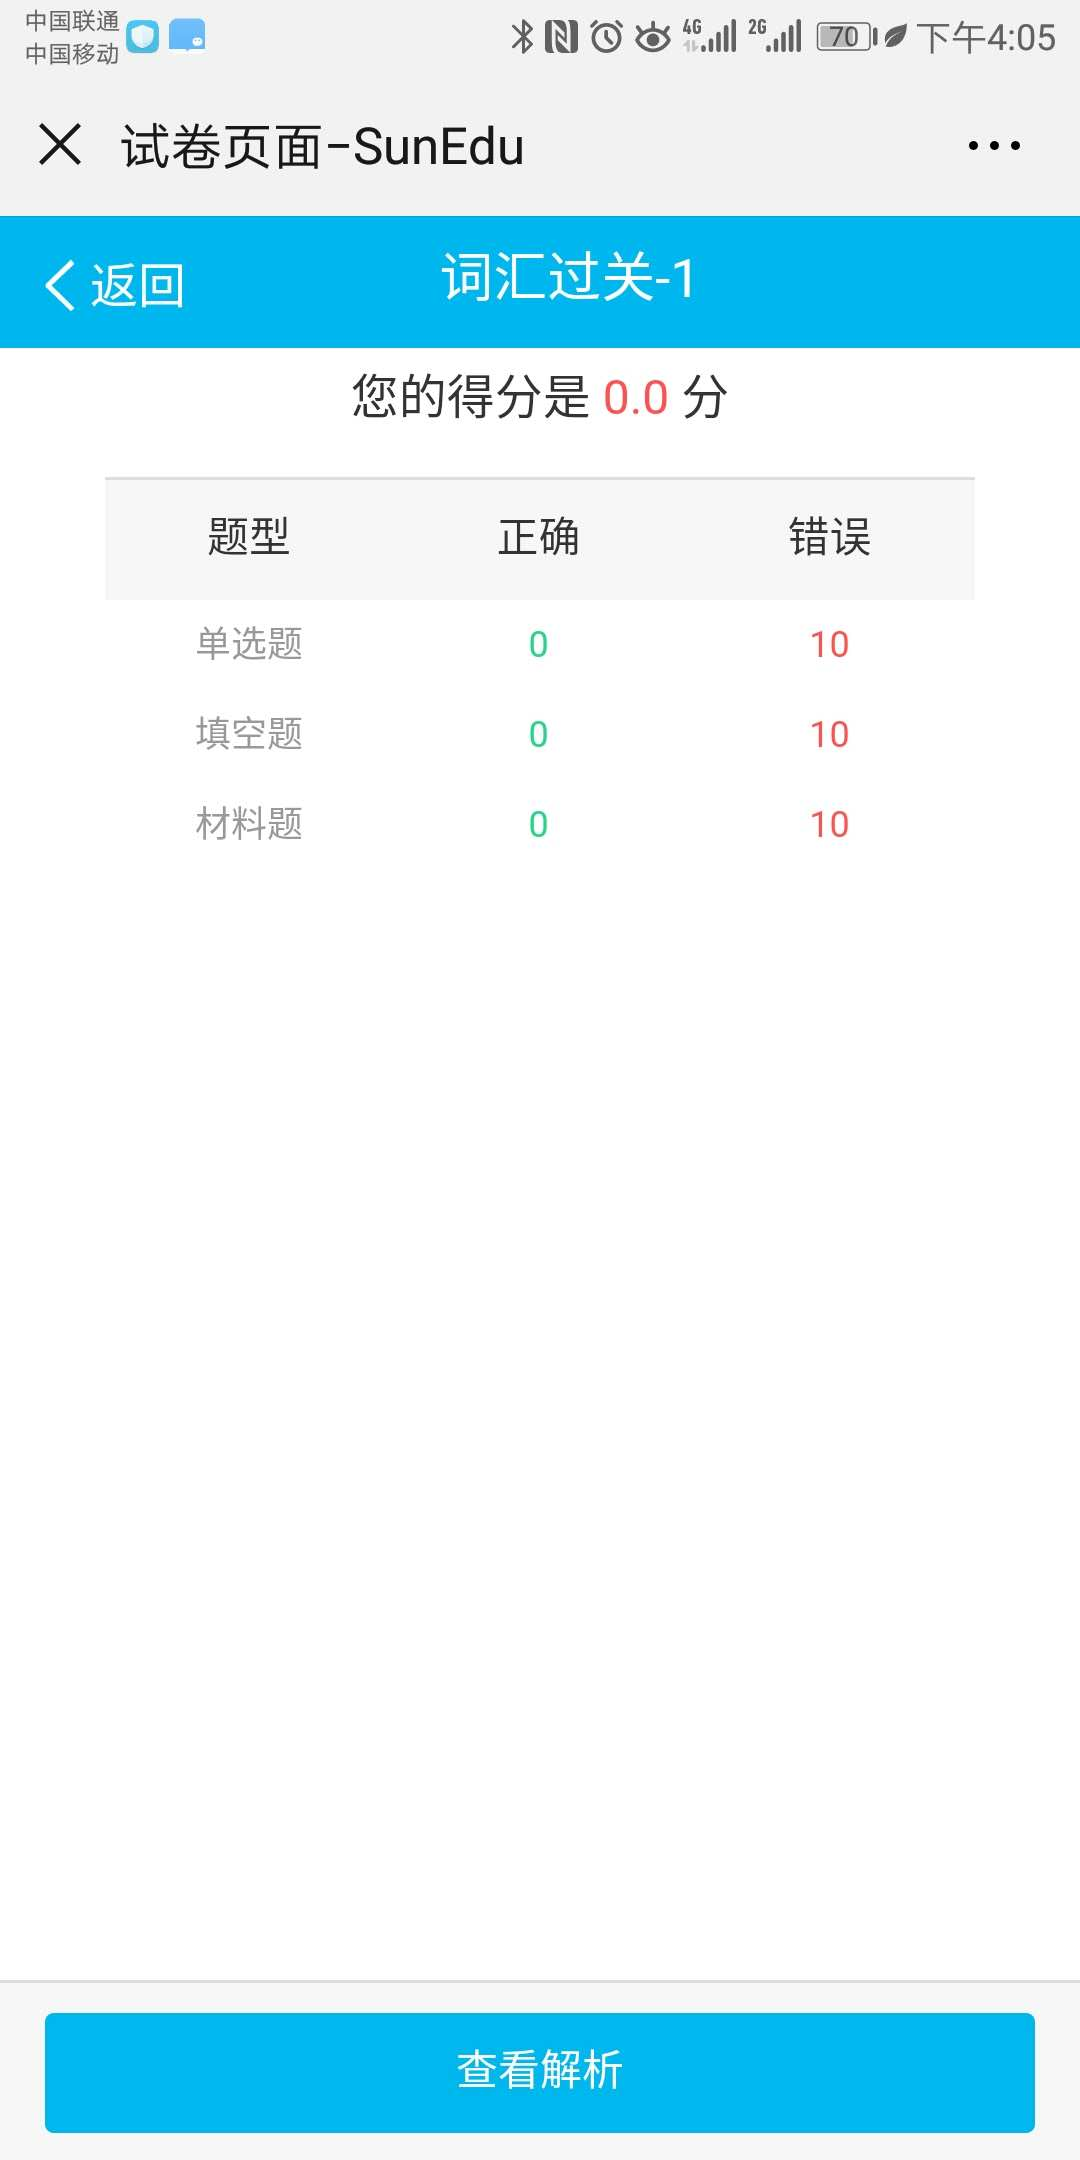 中国联通
中国移动
4G 2G 70 下午4:05
试卷页面-SunEdu
返回 词汇过关-1
您的得分是 0.0 分
题型 正确 错误
单选题 0 10
填空题 0 10
材料题 0 10
查看解析